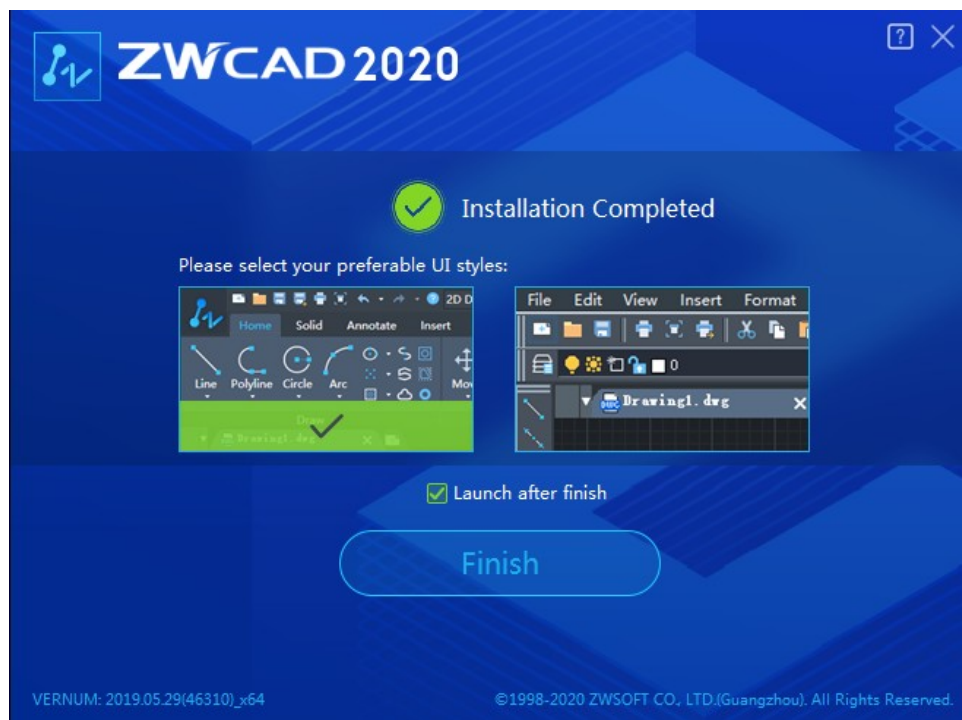 ZWCAD 2020
?
Installation Completed
Please select your preferable UI styles:
2D D
Home Solid Annotate Insert
Line Polyline Circle Arc Mov
Draw
Drawing1.dwg
File Edit View Insert Format
0
DWG Drawing1.dwg
Launch after finish
Finish
VERNUM: 2019.05.29(46310)_x64
©1998-2020 ZWSOFT CO., LTD.(Guangzhou). All Rights Reserved.